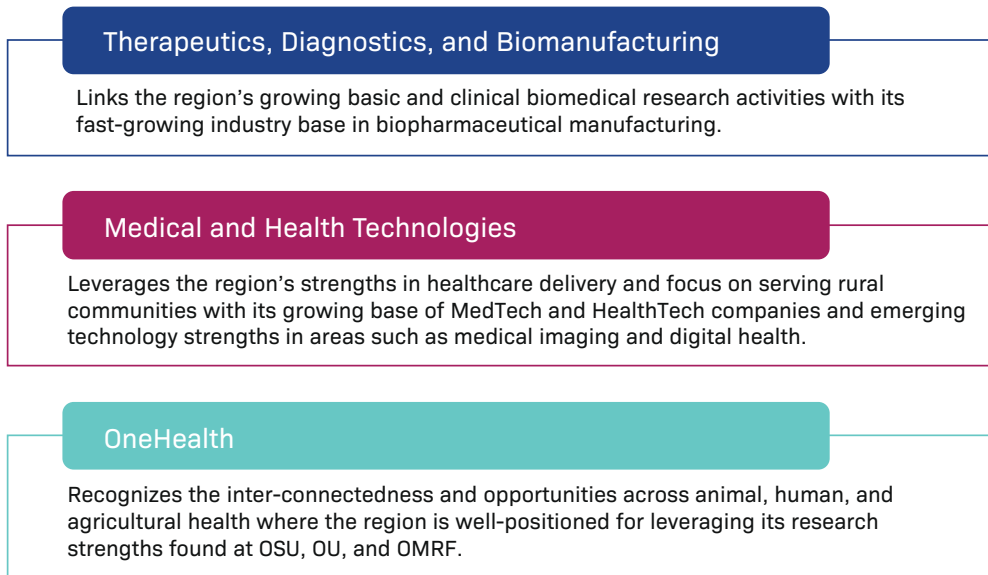 Therapeutics, Diagnostics, and Biomanufacturing
Links the region’s growing basic and clinical biomedical research activities with its
fast-growing industry base in biopharmaceutical manufacturing.
Medical and Health Technologies
Leverages the region’s strengths in healthcare delivery and focus on serving rural
communities with its growing base of MedTech and HealthTech companies and emerging
technology strengths in areas such as medical imaging and digital health.
OneHealth
Recognizes the inter-connectedness and opportunities across animal, human, and
agricultural health where the region is well-positioned for leveraging its research
strengths found at OSU, OU, and OMRF.